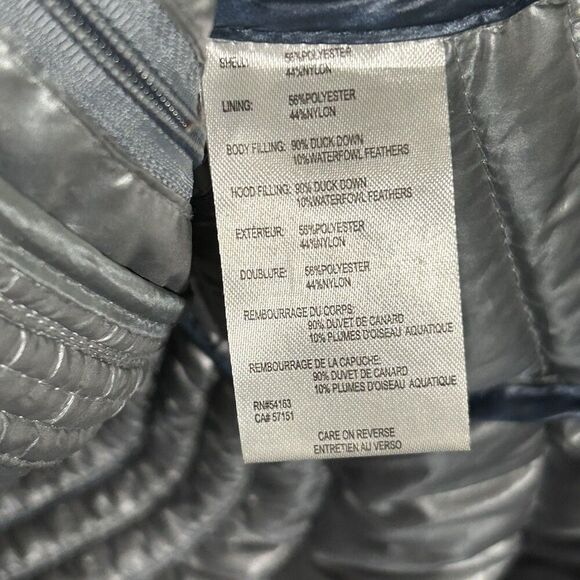 SHELL: 56%POLYESTER
44%NYLON
LINING: 56%POLYESTER
44%NYLON
BODY FILLING: 90% DUCK DOWN
10%WATERFOWL FEATHERS
HOOD FILLING: 90% DUCK DOWN
10%WATERFOWL FEATHERS
EXTÉRIEUR: 56%POLYESTER
44%NYLON
DOUBLURE: 56%POLYESTER
44%NYLON
REMBOURRAGE DU CORPS:
90% DUVET DE CANARD
10% PLUMES D'OISEAU AQUATIQUE
REMBOURRAGE DE LA CAPUCHE:
90% DUVET DE CANARD
10% PLUMES D'OISEAU AQUATIQUE
RN#54163
CA# 57151
CARE ON REVERSE
ENTRETIEN AU VERSO